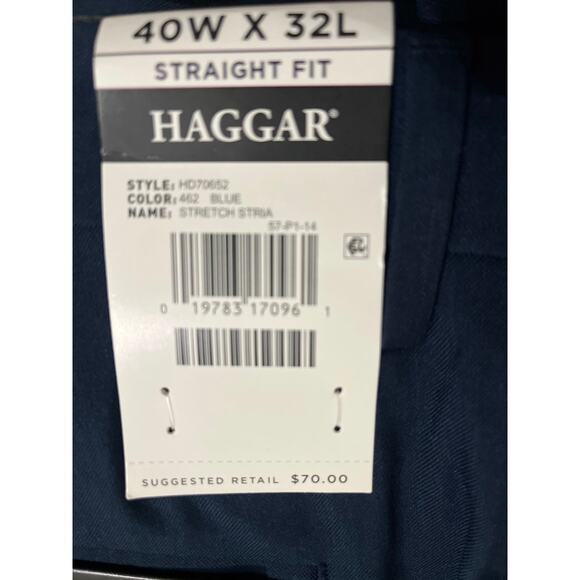 40W X 32L
STRAIGHT FIT
HAGGAR®
STYLE: HD70652
COLOR: 462 BLUE
NAME: STRETCH STRIA
57-P1-14
0 19783 17096 1
SUGGESTED RETAIL $70.00